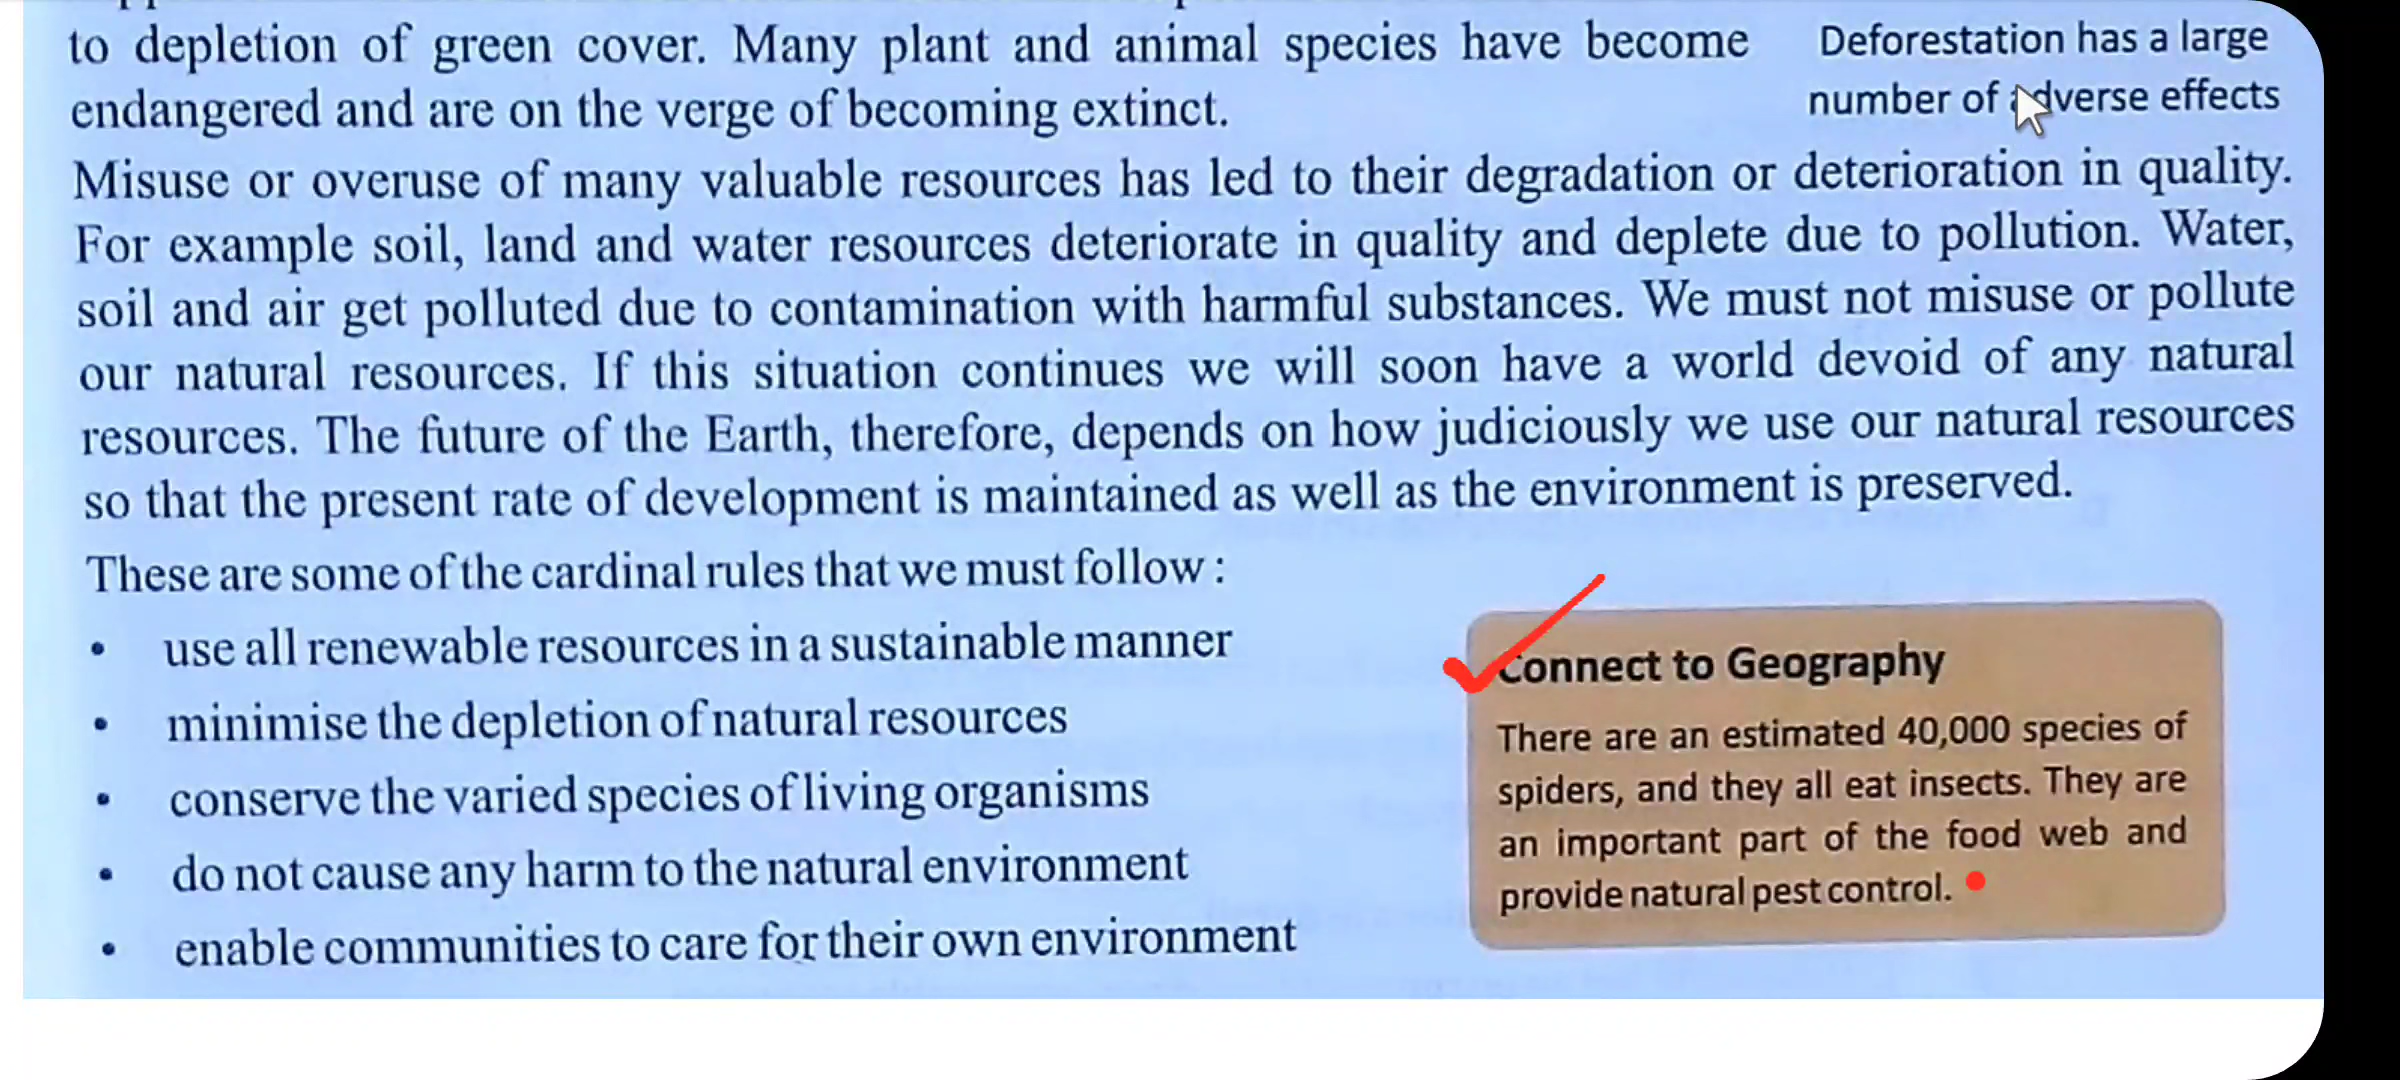 to depletion of green cover. Many plant and animal species have become
endangered and are on the verge of becoming extinct.
Deforestation has a large
number of adverse effects
Misuse or overuse of many valuable resources has led to their degradation or deterioration in quality.
For example soil, land and water resources deteriorate in quality and deplete due to pollution. Water,
soil and air get polluted due to contamination with harmful substances. We must not misuse or pollute
our natural resources. If this situation continues we will soon have a world devoid of any natural
resources. The future of the Earth, therefore, depends on how judiciously we use our natural resources
so that the present rate of development is maintained as well as the environment is preserved.
These are some of the cardinal rules that we must follow :
• use all renewable resources in a sustainable manner
• minimise the depletion of natural resources
• conserve the varied species of living organisms
• do not cause any harm to the natural environment
• enable communities to care for their own environment
Connect to Geography
There are an estimated 40,000 species of
spiders, and they all eat insects. They are
an important part of the food web and
provide natural pest control.